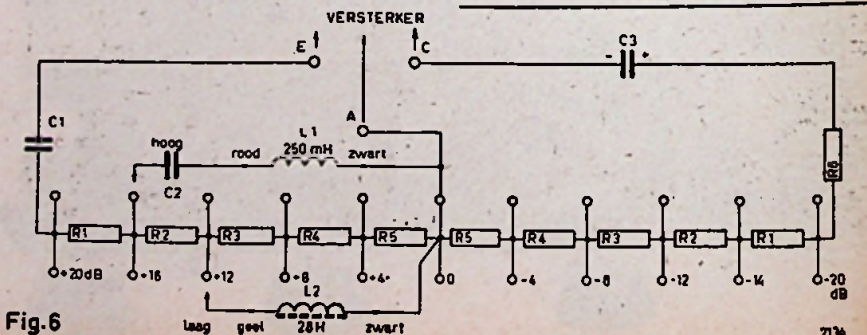 VERSTERKER
E
C
C3
- +
C1
A
L1
hoog
rood 250 mH zwart
C2
R6
R1 R2 R3 R4 R5 R5 R4 R3 R2 R1
+20dB +16 +12 +8 +4 0 -4 -8 -12 -14 -20 dB
L2
laag geel 28H zwart
Fig.6
2136